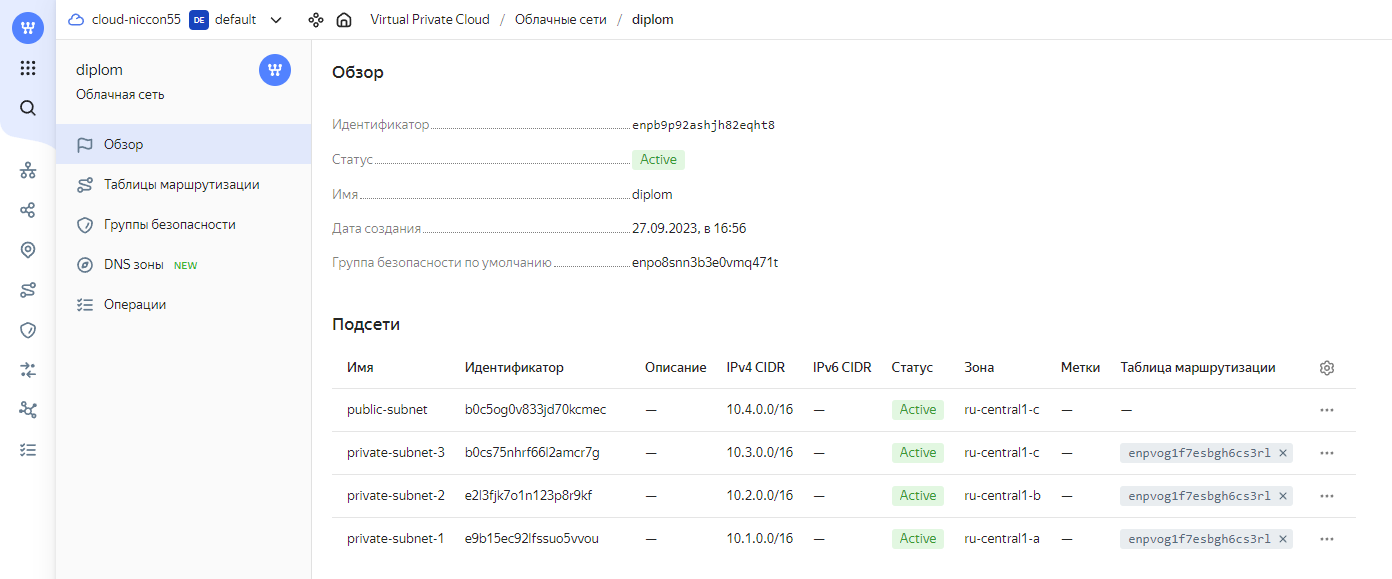 cloud-niccon55 DE default Virtual Private Cloud / Облачные сети / diplom
diplom
Облачная сеть
Обзор
Таблицы маршрутизации
Группы безопасности
DNS зоны NEW
Операции
Обзор
Идентификатор enpb9p92ashjh82eqht8
Статус Active
Имя diplom
Дата создания 27.09.2023, в 16:56
Группа безопасности по умолчанию enpo8snn3b3e0vmq471t
Подсети
Имя Идентификатор Описание IPv4 CIDR IPv6 CIDR Статус Зона Метки Таблица маршрутизации
public-subnet b0c5og0v833jd70kcmec — 10.4.0.0/16 — Active ru-central1-c — —
private-subnet-3 b0cs75nhrf66l2amcr7g — 10.3.0.0/16 — Active ru-central1-c — enpvog1f7esbgh6cs3rl ×
private-subnet-2 e2l3fjk7o1n123p8r9kf — 10.2.0.0/16 — Active ru-central1-b — enpvog1f7esbgh6cs3rl ×
private-subnet-1 e9b15ec92lfssuo5vvou — 10.1.0.0/16 — Active ru-central1-a — enpvog1f7esbgh6cs3rl ×